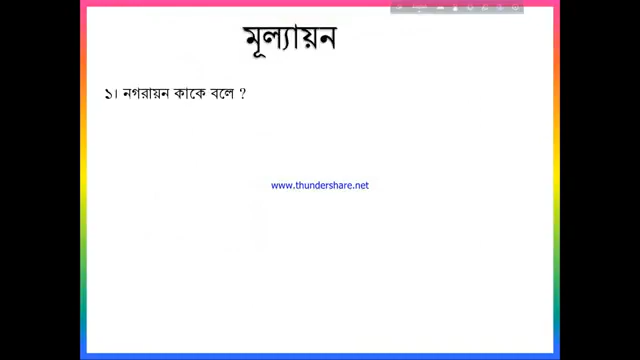 মূল্যায়ন
১। নগরায়ন কাকে বলে ?
www.thundershare.net